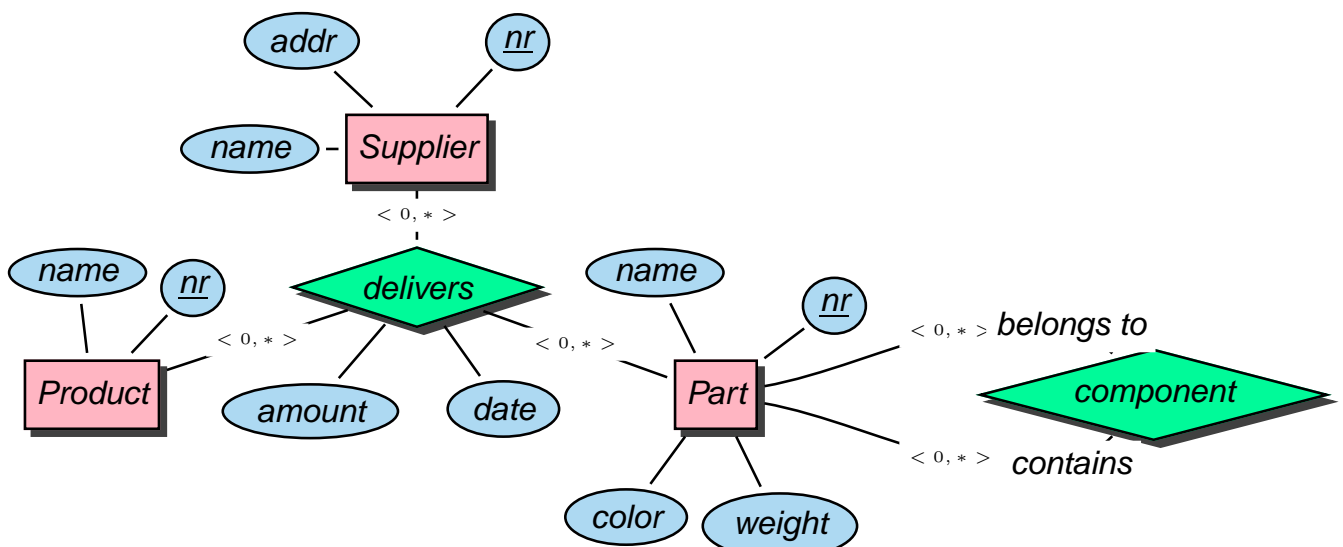 addr
nr
name
Supplier
< 0, * >
name
nr
delivers
name
nr
< 0, * >
< 0, * >
< 0, * >
belongs to
Product
amount
date
Part
component
< 0, * >
contains
color
weight